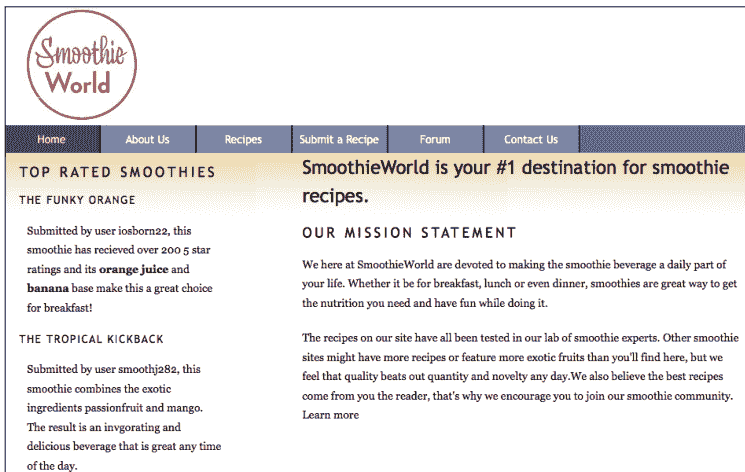 Smoothie
World
Home About Us Recipes Submit a Recipe Forum Contact Us
TOP RATED SMOOTHIES
THE FUNKY ORANGE
Submitted by user iosborn22, this
smoothie has recieved over 200 5 star
ratings and its orange juice and
banana base make this a great choice
for breakfast!
THE TROPICAL KICKBACK
Submitted by user smoothj282, this
smoothie combines the exotic
ingredients passionfruit and mango.
The result is an invgorating and
delicious beverage that is great any time
of the day.
SmoothieWorld is your #1 destination for smoothie
recipes.
OUR MISSION STATEMENT
We here at SmoothieWorld are devoted to making the smoothie beverage a daily part of
your life. Whether it be for breakfast, lunch or even dinner, smoothies are great way to get
the nutrition you need and have fun while doing it.
The recipes on our site have all been tested in our lab of smoothie experts. Other smoothie
sites might have more recipes or feature more exotic fruits than you'll find here, but we
feel that quality beats out quantity and novelty any day.We also believe the best recipes
come from you the reader, that's why we encourage you to join our smoothie community.
Learn more